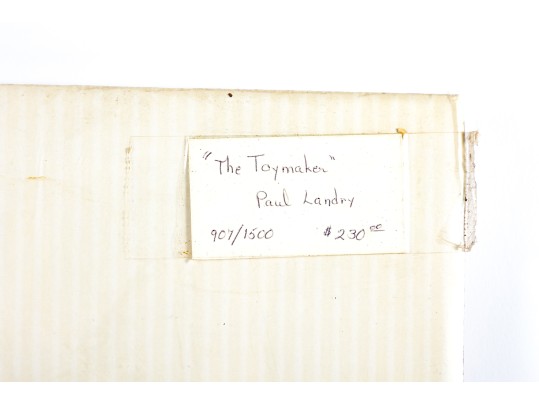 "The Toymaker"
Paul Landry
907/1500 $230.00